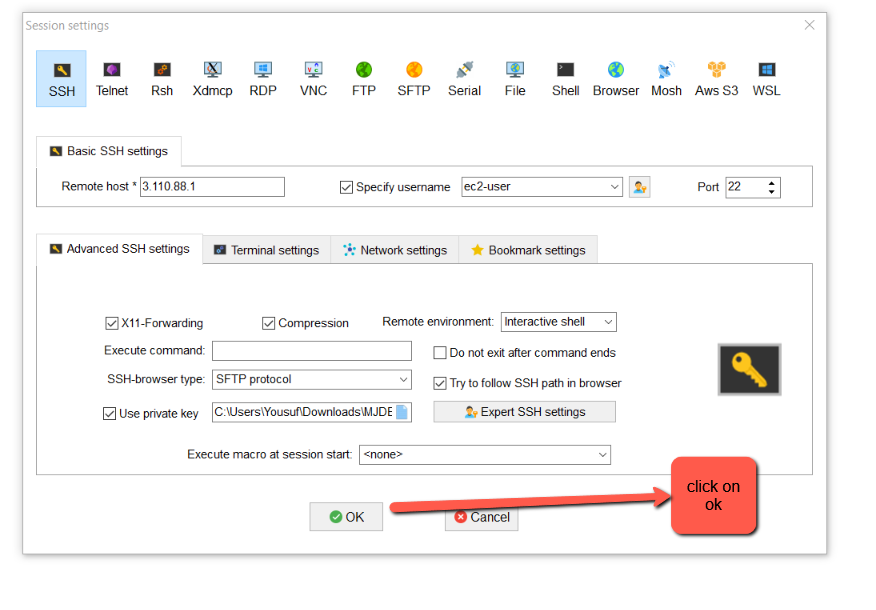 Session settings
SSH Telnet Rsh Xdmcp RDP VNC FTP SFTP Serial File Shell Browser Mosh Aws S3 WSL
Basic SSH settings
Remote host * 3.110.88.1 Specify username ec2-user Port 22
Advanced SSH settings Terminal settings Network settings Bookmark settings
X11-Forwarding Compression Remote environment: Interactive shell
Execute command: Do not exit after command ends
SSH-browser type: SFTP protocol Try to follow SSH path in browser
Use private key C:\Users\Yousuf\Downloads\MJDE Expert SSH settings
Execute macro at session start: <none>
click on
ok
OK Cancel